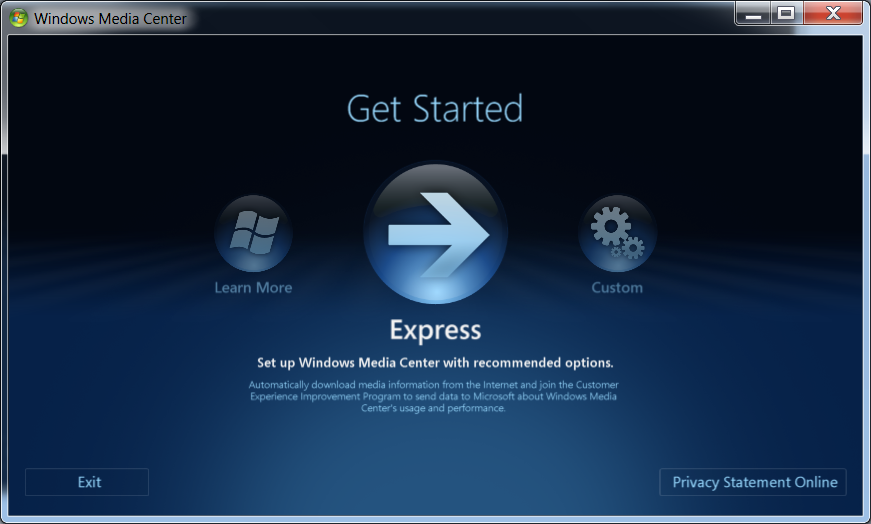 Windows Media Center
Get Started
Learn More
Custom
Express
Set up Windows Media Center with recommended options.
Automatically download media information from the Internet and join the Customer
Experience Improvement Program to send data to Microsoft about Windows Media
Center's usage and performance.
Exit
Privacy Statement Online